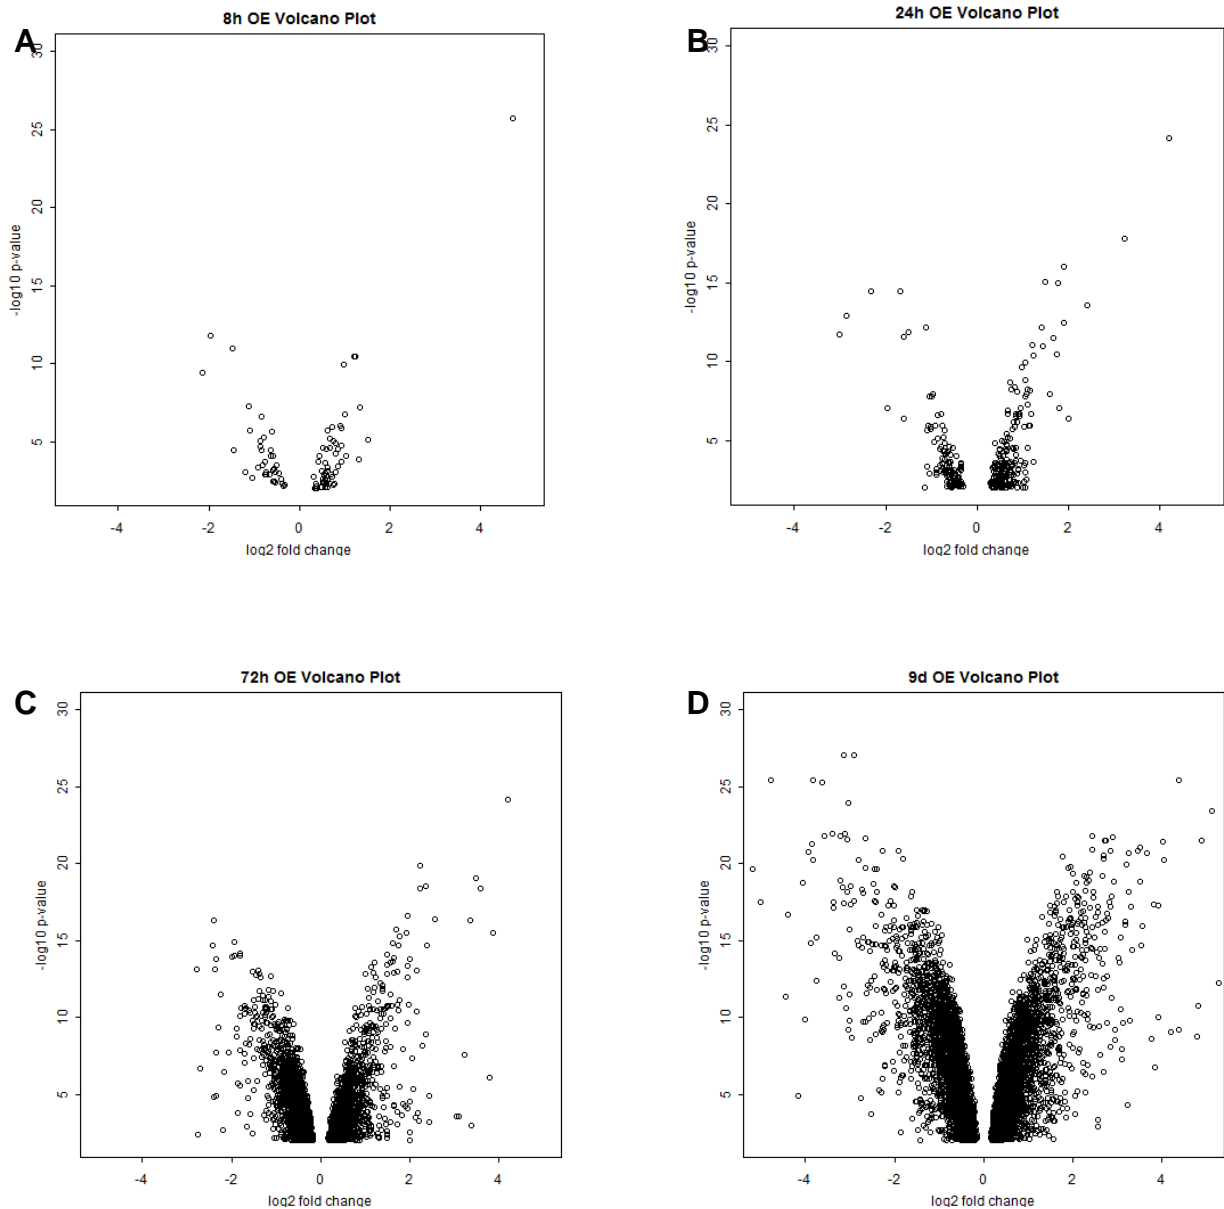 A
8h OE Volcano Plot
30
25
20
15
10
5
-log10 p-value
-4 -2 0 2 4
log2 fold change
B
24h OE Volcano Plot
30
25
20
15
10
5
-log10 p-value
-4 -2 0 2 4
log2 fold change
C
72h OE Volcano Plot
30
25
20
15
10
5
-log10 p-value
-4 -2 0 2 4
log2 fold change
D
9d OE Volcano Plot
30
25
20
15
10
5
-log10 p-value
-4 -2 0 2 4
log2 fold change